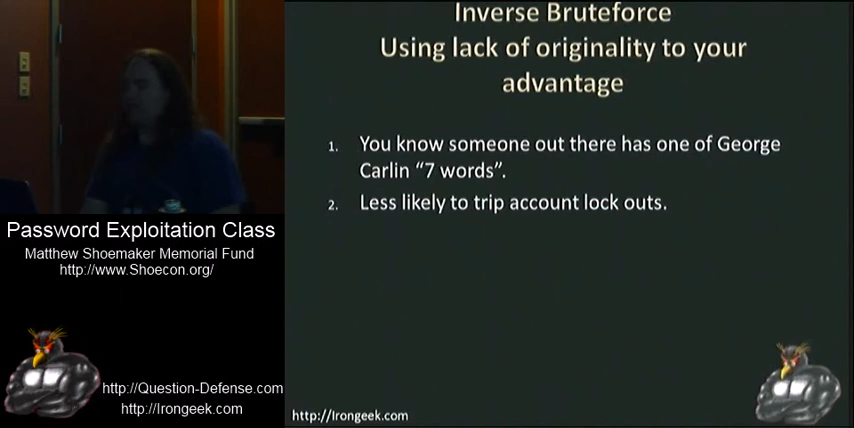 Inverse Bruteforce
Using lack of originality to your
advantage
1. You know someone out there has one of George
Carlin “7 words”.
2. Less likely to trip account lock outs.
Password Exploitation Class
Matthew Shoemaker Memorial Fund
http://www.Shoecon.org/
http://Question-Defense.com
http://Irongeek.com
http://Irongeek.com